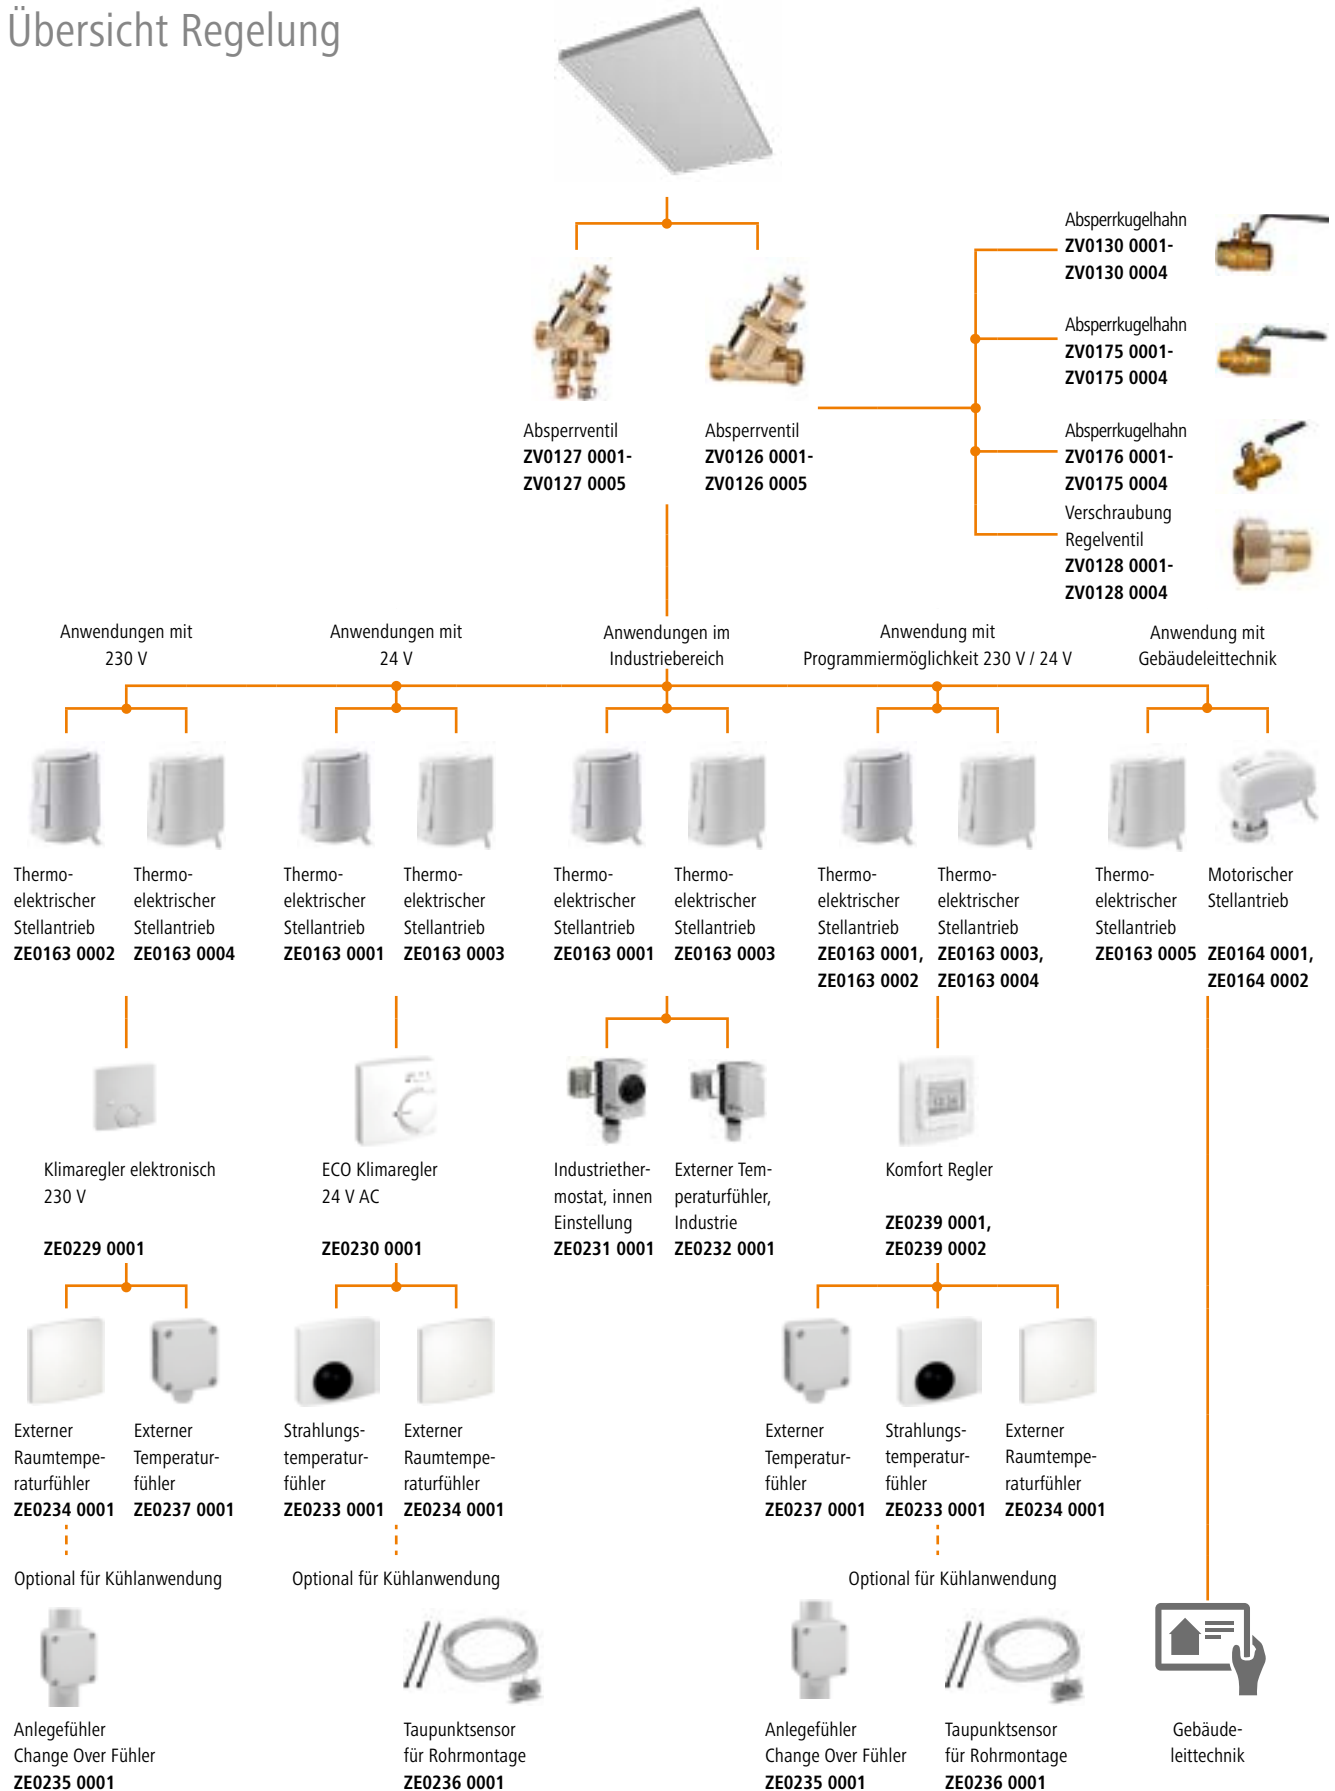 Übersicht Regelung
Absperrkugelhahn
ZV0130 0001-
ZV0130 0004
Absperrkugelhahn
ZV0175 0001-
ZV0175 0004
Absperrkugelhahn
ZV0176 0001-
ZV0175 0004
Verschraubung
Regelventil
ZV0128 0001-
ZV0128 0004
Absperrventil
ZV0127 0001-
ZV0127 0005
Absperrventil
ZV0126 0001-
ZV0126 0005
Anwendungen mit
230 V
Anwendungen mit
24 V
Anwendungen im
Industriebereich
Anwendung mit
Programmiermöglichkeit 230 V / 24 V
Anwendung mit
Gebäudeleittechnik
Thermo-
elektrischer
Stellantrieb
ZE0163 0002
Thermo-
elektrischer
Stellantrieb
ZE0163 0004
Thermo-
elektrischer
Stellantrieb
ZE0163 0001
Thermo-
elektrischer
Stellantrieb
ZE0163 0003
Thermo-
elektrischer
Stellantrieb
ZE0163 0001
Thermo-
elektrischer
Stellantrieb
ZE0163 0003
Thermo-
elektrischer
Stellantrieb
ZE0163 0001,
ZE0163 0002
Thermo-
elektrischer
Stellantrieb
ZE0163 0003,
ZE0163 0004
Thermo-
elektrischer
Stellantrieb
ZE0163 0005
Motorischer
Stellantrieb
ZE0164 0001,
ZE0164 0002
Klimaregler elektronisch
230 V
ZE0229 0001
ECO Klimaregler
24 V AC
ZE0230 0001
Industriether-
mostat, innen
Einstellung
ZE0231 0001
Externer Tem-
peraturfühler,
Industrie
ZE0232 0001
Komfort Regler
ZE0239 0001,
ZE0239 0002
Externer
Raumtempe-
raturfühler
ZE0234 0001
Externer
Temperatur-
fühler
ZE0237 0001
Strahlungs-
temperatur-
fühler
ZE0233 0001
Externer
Raumtempe-
raturfühler
ZE0234 0001
Externer
Temperatur-
fühler
ZE0237 0001
Strahlungs-
temperatur-
fühler
ZE0233 0001
Externer
Raumtempe-
raturfühler
ZE0234 0001
Optional für Kühlanwendung
Optional für Kühlanwendung
Optional für Kühlanwendung
Anlegefühler
Change Over Fühler
ZE0235 0001
Taupunktsensor
für Rohrmontage
ZE0236 0001
Anlegefühler
Change Over Fühler
ZE0235 0001
Taupunktsensor
für Rohrmontage
ZE0236 0001
Gebäude-
leittechnik